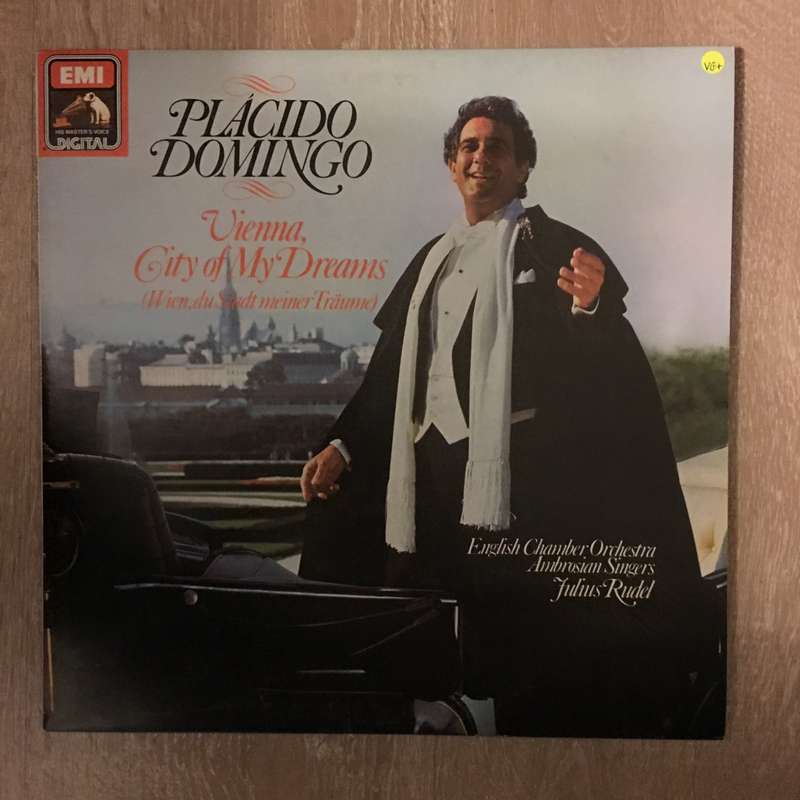 EMI
HIS MASTER'S VOICE
DIGITAL
VG+
PLÁCIDO
DOMINGO
Vienna,
City of My Dreams
(Wien, du Stadt meiner Träume)
English Chamber Orchestra
Ambrosian Singers
Julius Rudel